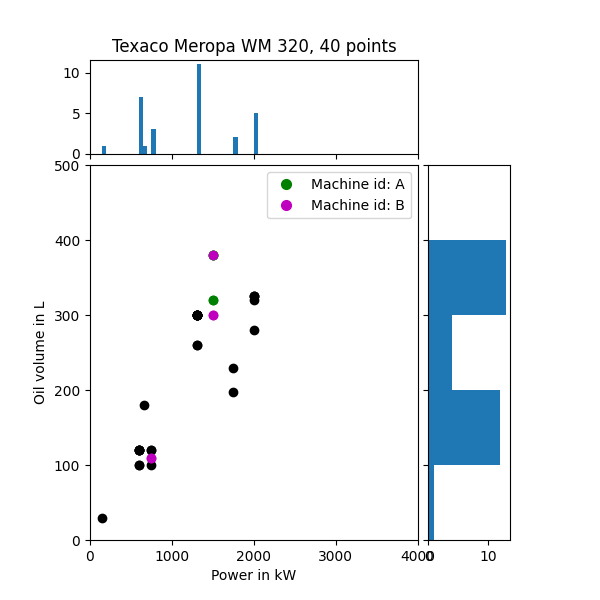 Texaco Meropa WM 320, 40 points
10
5
0
500
400
300
200
100
0
Oil volume in L
Machine id: A
Machine id: B
0 1000 2000 3000 4000
Power in kW
0 10